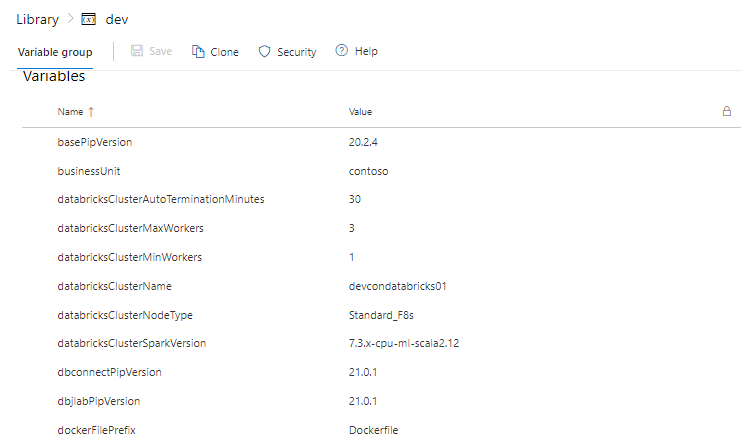 Library > dev
Variable group Save Clone Security Help
Variables
Name ↑ Value
basePipVersion 20.2.4
businessUnit contoso
databricksClusterAutoTerminationMinutes 30
databricksClusterMaxWorkers 3
databricksClusterMinWorkers 1
databricksClusterName devcondatabricks01
databricksClusterNodeType Standard_F8s
databricksClusterSparkVersion 7.3.x-cpu-ml-scala2.12
dbconnectPipVersion 21.0.1
dbjlabPipVersion 21.0.1
dockerFilePrefix Dockerfile